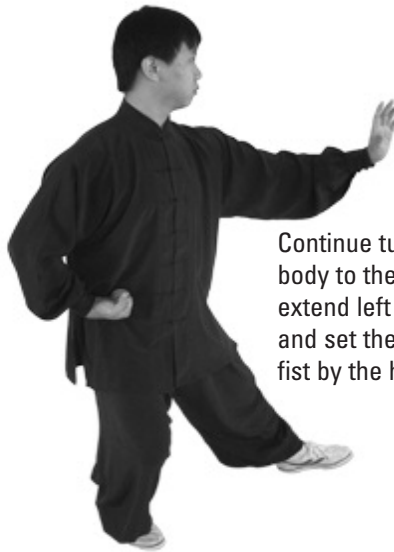 Continue
body to the
extend left
and set the
fist by the